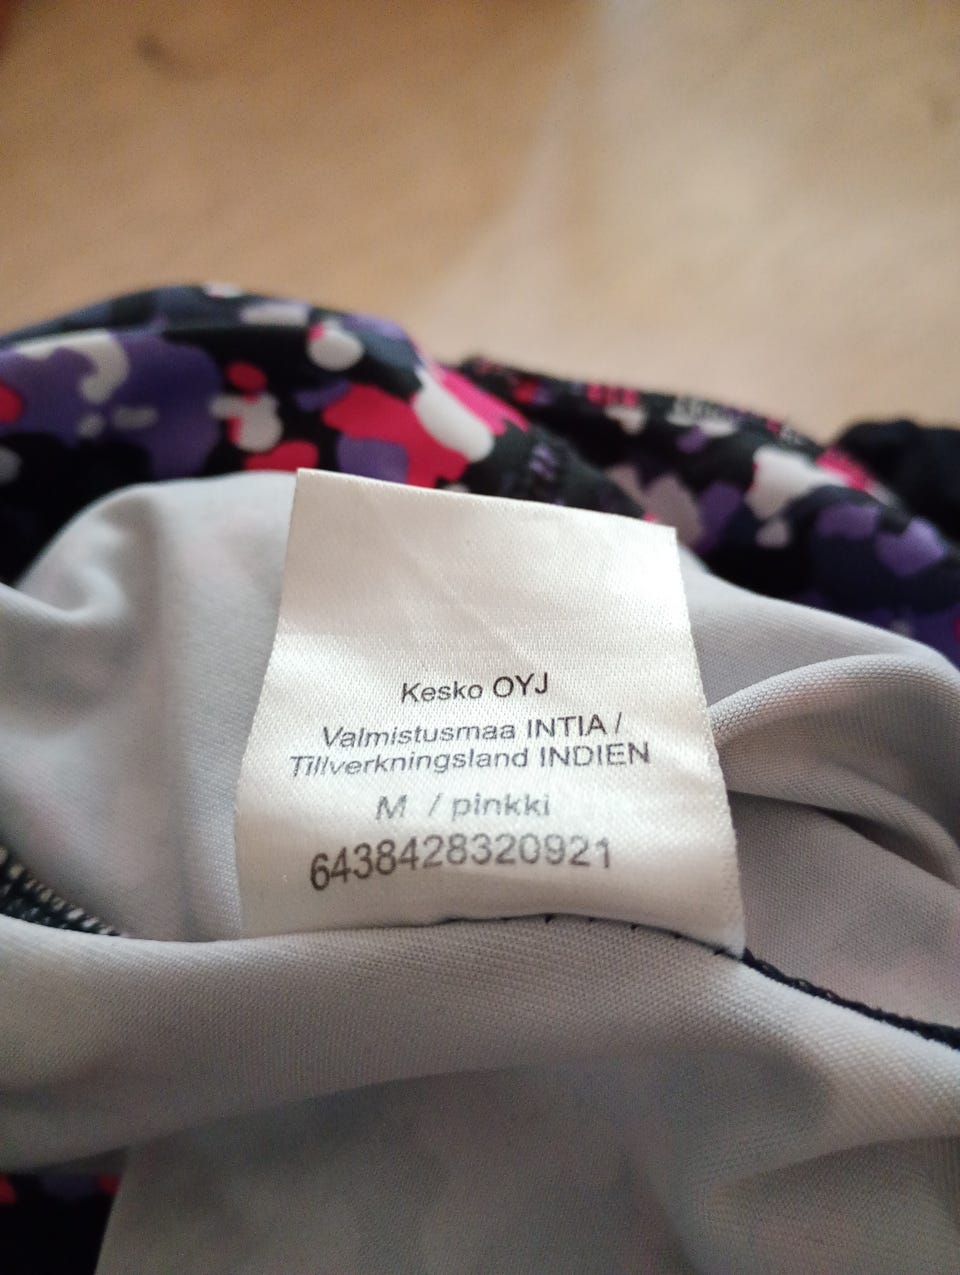 Kesko OYJ
Valmistusmaa INTIA /
Tillverkningsland INDIEN
M / pinkki
6438428320921